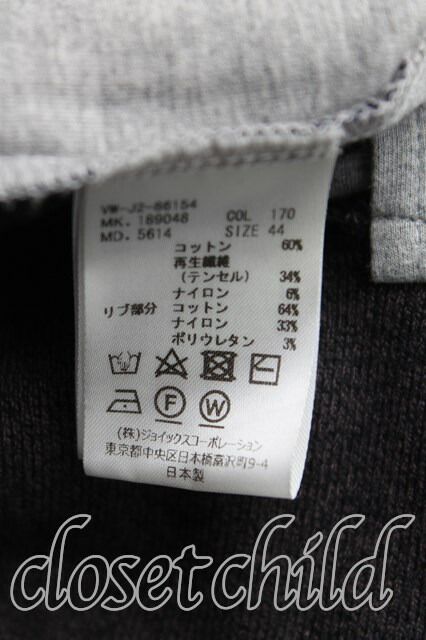 VW-J2-86154
MK. 189048 COL 170
MD. 5614 SIZE 44
コットン 60%
再生繊維
(テンセル) 34%
ナイロン 6%
リブ部分 コットン 64%
ナイロン 33%
ポリウレタン 3%
F W
(株)ジョイックスコーポレーション
東京都中央区日本橋富沢町9-4
日本製
closet child